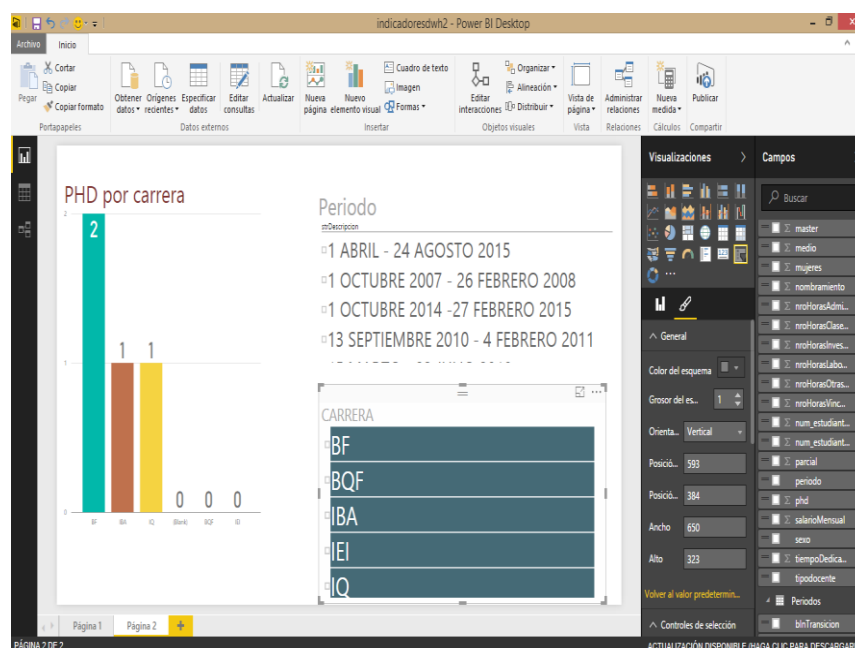 indicadoresdwh2 - Power BI Desktop
Archivo Inicio
Pegar
Cortar
Copiar
Copiar formato
Portapapeles
Obtener datos
Orígenes recientes
Especificar datos
Editar consultas
Datos externos
Actualizar
Nueva página
Nuevo elemento visual
Cuadro de texto
Imagen
Formas
Insertar
Editar interacciones
Organizar
Alineación
Distribuir
Objetos visuales
Vista de página
Vista
Administrar relaciones
Relaciones
Nueva medida
Cálculos
Publicar
Compartir
PHD por carrera
2
2
1
1 1
0 0 0
0
BF IBA IQ (Blank) BQF IEI
Periodo
Descripcion
1 ABRIL - 24 AGOSTO 2015
1 OCTUBRE 2007 - 26 FEBRERO 2008
1 OCTUBRE 2014 -27 FEBRERO 2015
13 SEPTIEMBRE 2010 - 4 FEBRERO 2011
CARRERA
BF
BQF
IBA
IEI
IQ
Visualizaciones
General
Color del esquema
Grosor del es... 1
Orienta... Vertical
Posició... 593
Posició... 384
Ancho 650
Alto 323
Volver al valor predetermin...
Controles de selección
Campos
Buscar
master
medio
mujeres
nombramiento
nroHorasAdmi...
nroHorasClase...
nroHorasInves...
nroHorasLabo...
nroHorasOtras...
nroHorasVinc...
num_estudiant...
num_estudiant...
parcial
periodo
phd
salarioMensual
sexo
tiempoDedica...
tipodocente
Periodos
blnTransicion
Página 1 Página 2
PÁGINA 2 DE 2
ACTUALIZACIÓN DISPONIBLE (HAGA CLIC PARA DESCARGAR